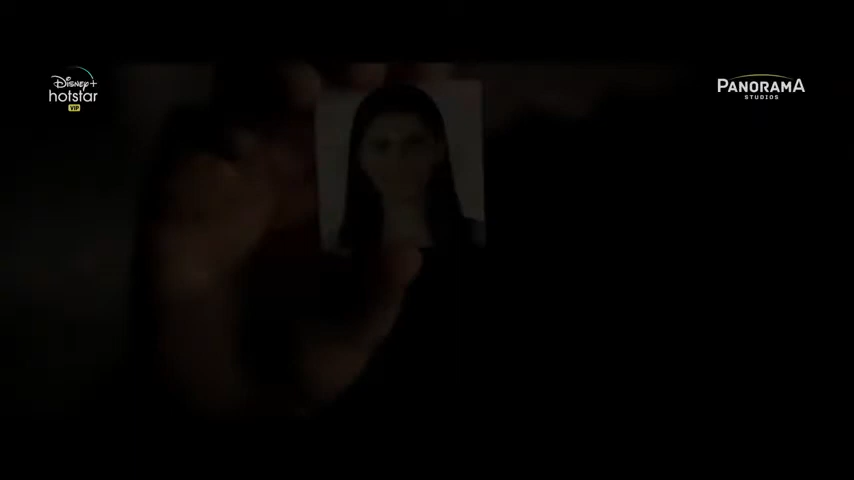 Disney+
hotstar
VIP
PANORAMA
STUDIOS